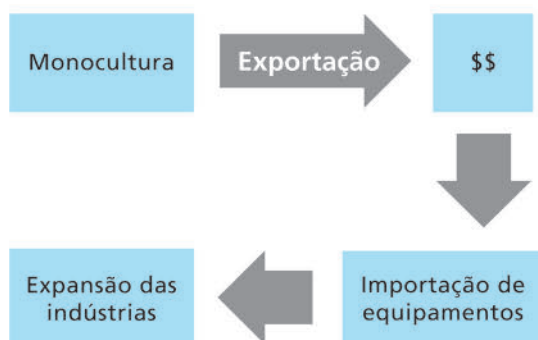 Monocultura
Exportação
$$
Importação de
equipamentos
Expansão das
indústrias